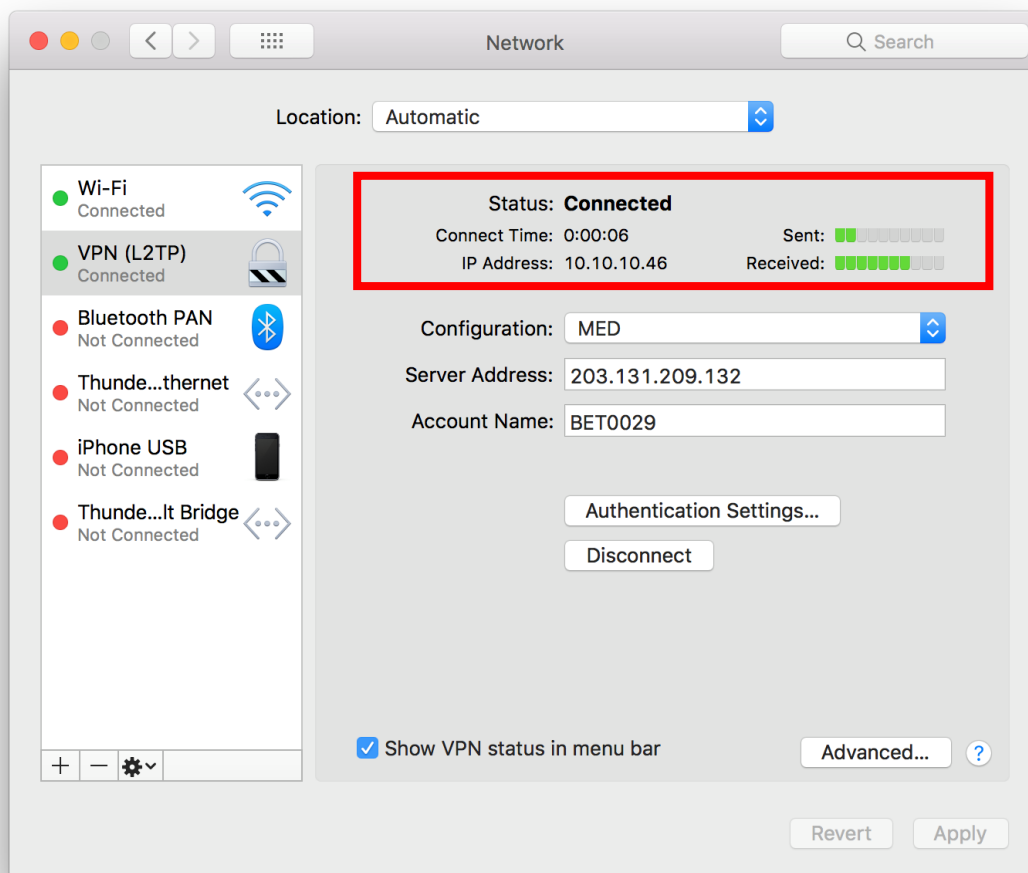 Network
Search
Location: Automatic
Wi-Fi
Connected
VPN (L2TP)
Connected
Bluetooth PAN
Not Connected
Thunde...thernet
Not Connected
iPhone USB
Not Connected
Thunde...lt Bridge
Not Connected
Status: Connected
Connect Time: 0:00:06 Sent:
IP Address: 10.10.10.46 Received:
Configuration: MED
Server Address: 203.131.209.132
Account Name: BET0029
Authentication Settings...
Disconnect
Show VPN status in menu bar
Advanced... ?
Revert Apply